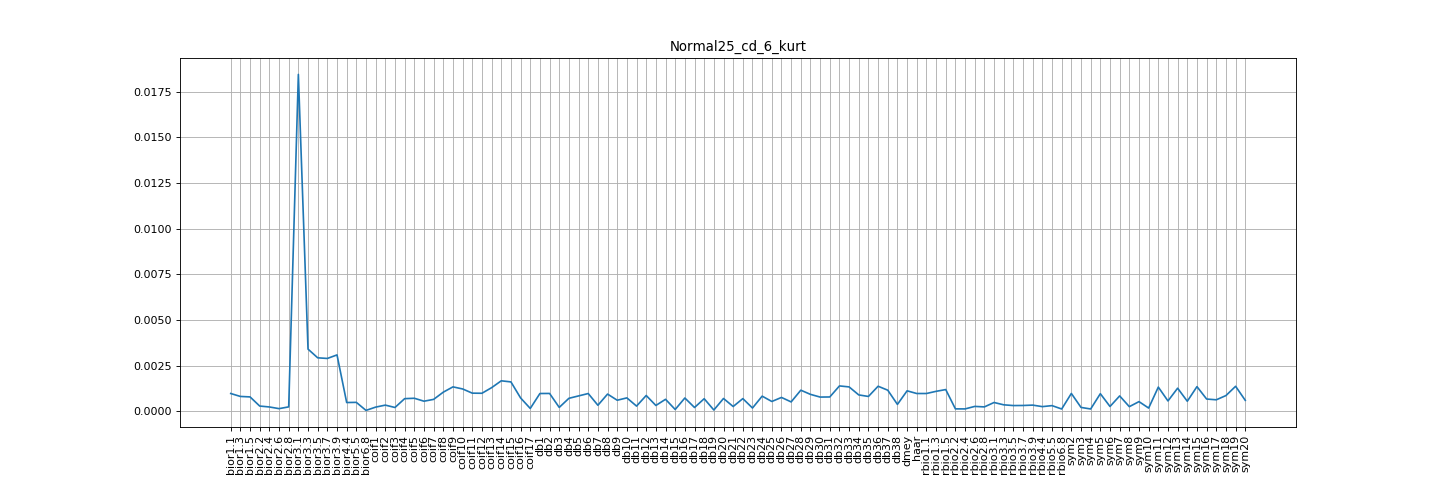 Normal25_cd_6_kurt
0.0175
0.0150
0.0125
0.0100
0.0075
0.0050
0.0025
0.0000
bior1.1
bior1.3
bior1.5
bior2.2
bior2.4
bior2.6
bior2.8
bior3.1
bior3.3
bior3.5
bior3.7
bior3.9
bior4.4
bior5.5
bior6.8
coif1
coif2
coif3
coif4
coif5
coif6
coif7
coif8
coif9
coif10
coif11
coif12
coif13
coif14
coif15
coif16
coif17
db1
db2
db3
db4
db5
db6
db7
db8
db9
db10
db11
db12
db13
db14
db15
db16
db17
db18
db19
db20
db21
db22
db23
db24
db25
db26
db27
db28
db29
db30
db31
db32
db33
db34
db35
db36
db37
db38
dmey
haar
rbio1.1
rbio1.3
rbio1.5
rbio2.2
rbio2.4
rbio2.6
rbio2.8
rbio3.1
rbio3.3
rbio3.5
rbio3.7
rbio3.9
rbio4.4
rbio5.5
rbio6.8
sym2
sym3
sym4
sym5
sym6
sym7
sym8
sym9
sym10
sym11
sym12
sym13
sym14
sym15
sym16
sym17
sym18
sym19
sym20